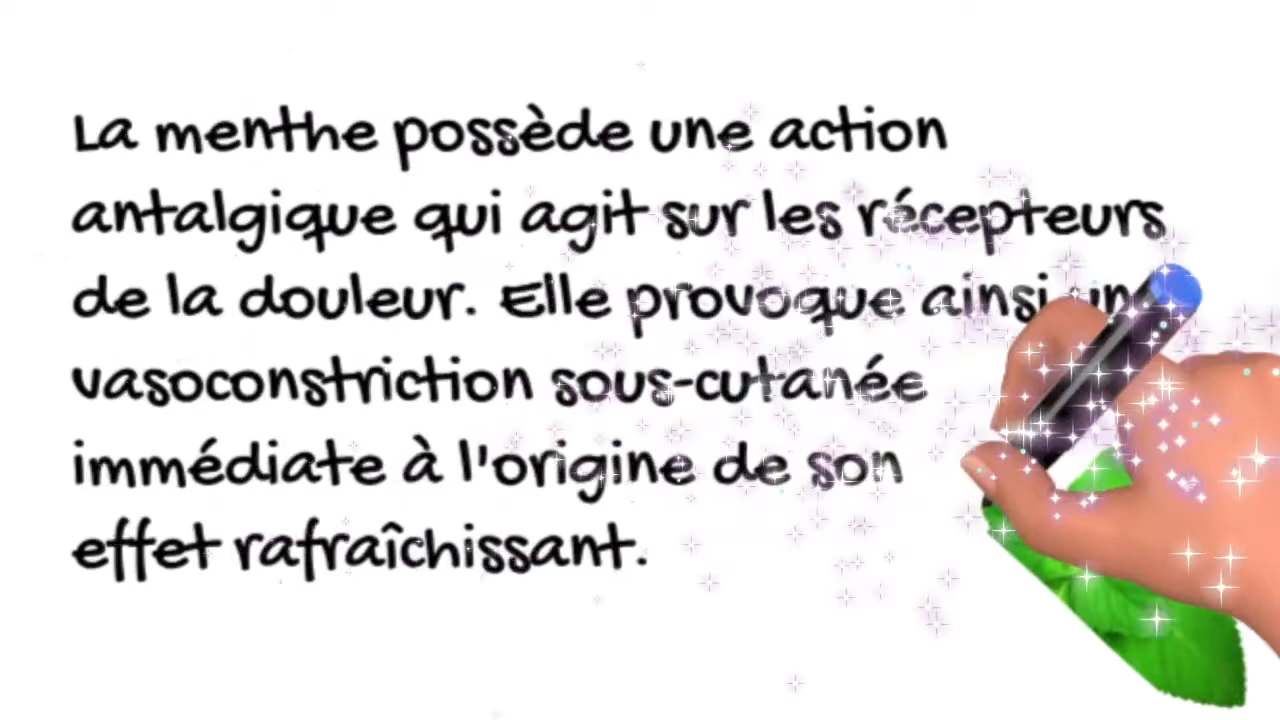 La menthe possède une action
antalgique qui agit sur les récepteurs
de la douleur. Elle provoque ainsi une
vasoconstriction sous-cutanée
immédiate à l'origine de son
effet rafraîchissant.